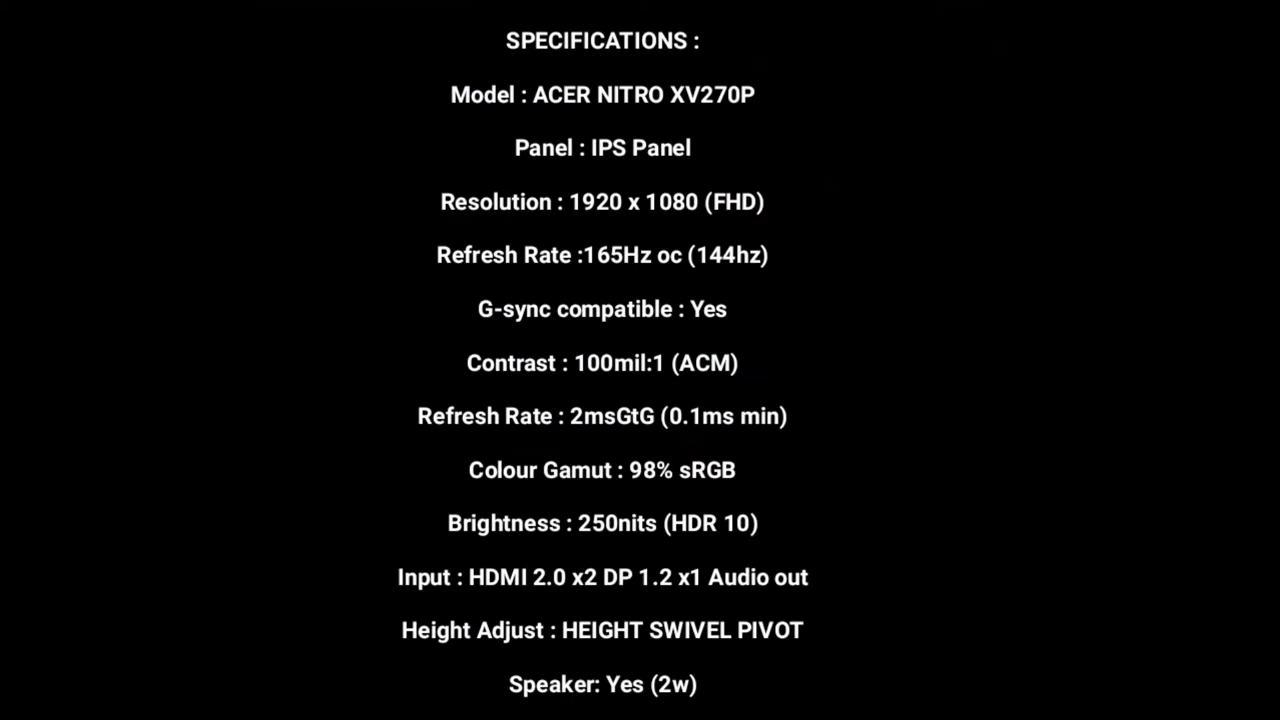 SPECIFICATIONS :
Model : ACER NITRO XV270P
Panel : IPS Panel
Resolution : 1920 x 1080 (FHD)
Refresh Rate :165Hz oc (144hz)
G-sync compatible : Yes
Contrast : 100mil:1 (ACM)
Refresh Rate : 2msGtG (0.1ms min)
Colour Gamut : 98% sRGB
Brightness : 250nits (HDR 10)
Input : HDMI 2.0 x2 DP 1.2 x1 Audio out
Height Adjust : HEIGHT SWIVEL PIVOT
Speaker: Yes (2w)